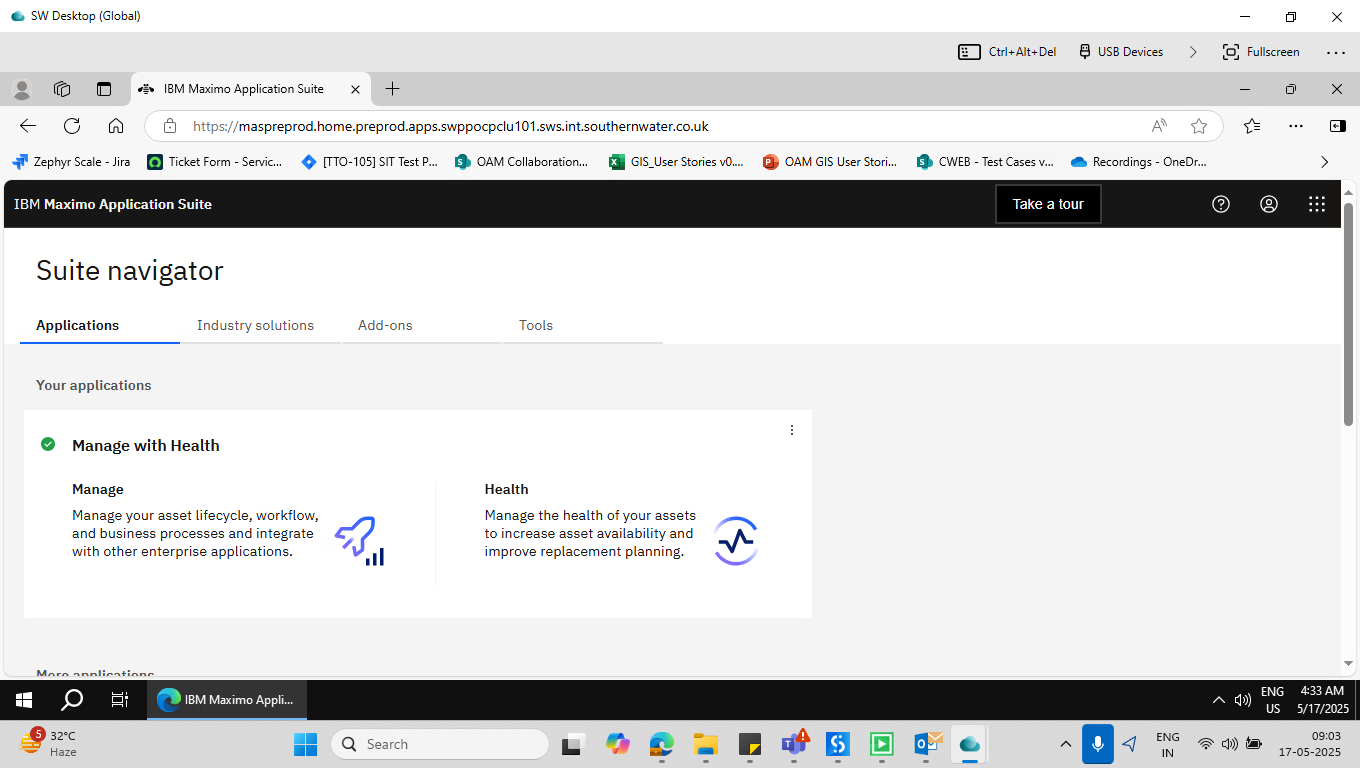 SW Desktop (Global)
Ctrl+Alt+Del
USB Devices
Fullscreen
IBM Maximo Application Suite
https://maspreprod.home.preprod.apps.swppocpclu101.sws.int.southernwater.co.uk
Zephyr Scale - Jira
Ticket Form - Servic...
[TTO-105] SIT Test P...
OAM Collaboration...
GIS_User Stories v0....
OAM GIS User Stori...
CWEB - Test Cases v...
Recordings - OneDr...
IBM Maximo Application Suite
Take a tour
Suite navigator
Applications
Industry solutions
Add-ons
Tools
Your applications
Manage with Health
Manage
Manage your asset lifecycle, workflow,
and business processes and integrate
with other enterprise applications.
Health
Manage the health of your assets
to increase asset availability and
improve replacement planning.
More applications
IBM Maximo Appli...
ENG
US
4:33 AM
5/17/2025
5
32°C
Haze
Search
ENG
IN
09:03
17-05-2025